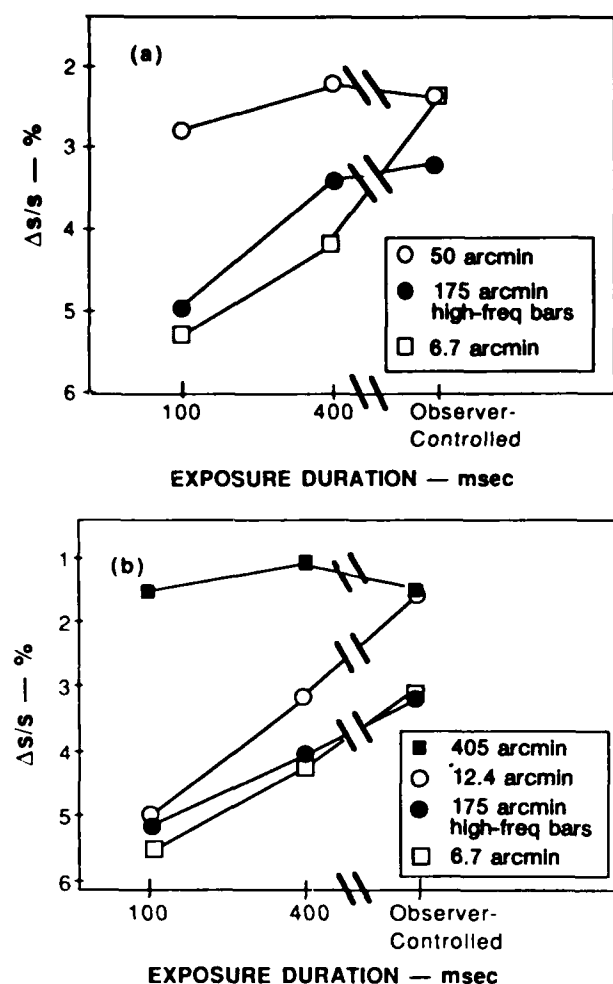 (a)
2
3
4
5
6
Δs/s — %
50 arcmin
175 arcmin
high-freq bars
6.7 arcmin
100
400
Observer-
Controlled
EXPOSURE DURATION — msec
(b)
1
2
3
4
5
6
Δs/s — %
405 arcmin
12.4 arcmin
175 arcmin
high-freq bars
6.7 arcmin
100
400
Observer-
Controlled
EXPOSURE DURATION — msec